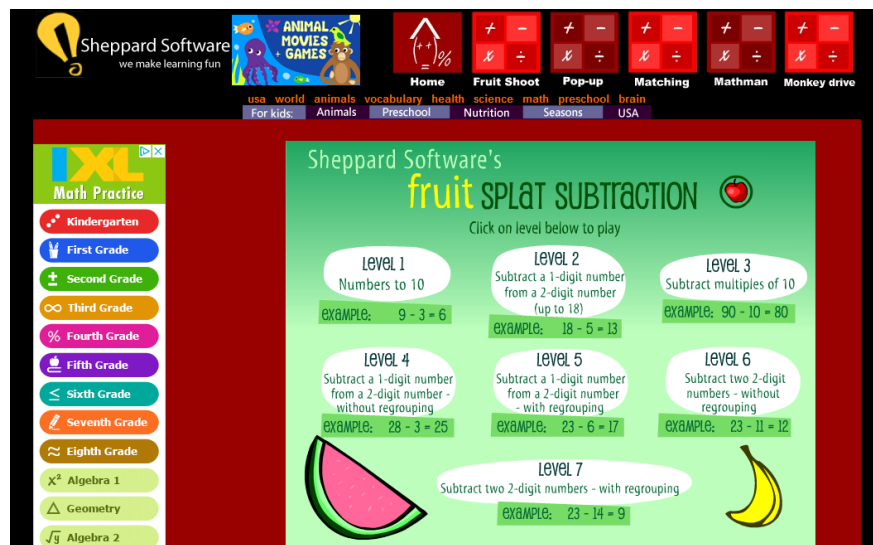 Sheppard Software
we make learning fun
ANIMAL
MOVIES
+ GAMES
(++)%
+ - x ÷
+ - x ÷
+ - x ÷
+ - x ÷
+ - x ÷
Home Fruit Shoot Pop-up Matching Mathman Monkey drive
usa world animals vocabulary health science math preschool brain
For kids: Animals Preschool Nutrition Seasons USA
IXL
Math Practice
Kindergarten
First Grade
± Second Grade
∞ Third Grade
% Fourth Grade
Fifth Grade
≤ Sixth Grade
Seventh Grade
≈ Eighth Grade
X² Algebra 1
△ Geometry
√y Algebra 2
Sheppard Software's
fruit SPLAT SUBTRACTION
Click on level below to play
LEVEL 1
Numbers to 10
EXAMPLE: 9 - 3 = 6
LEVEL 2
Subtract a 1-digit number
from a 2-digit number
(up to 18)
EXAMPLE: 18 - 5 = 13
LEVEL 3
Subtract multiples of 10
EXAMPLE: 90 - 10 = 80
LEVEL 4
Subtract a 1-digit number
from a 2-digit number -
without regrouping
EXAMPLE: 28 - 3 = 25
LEVEL 5
Subtract a 1-digit number
from a 2-digit number
- with regrouping
EXAMPLE: 23 - 6 = 17
LEVEL 6
Subtract two 2-digit
numbers - without
regrouping
EXAMPLE: 23 - 11 = 12
LEVEL 7
Subtract two 2-digit numbers - with regrouping
EXAMPLE: 23 - 14 = 9